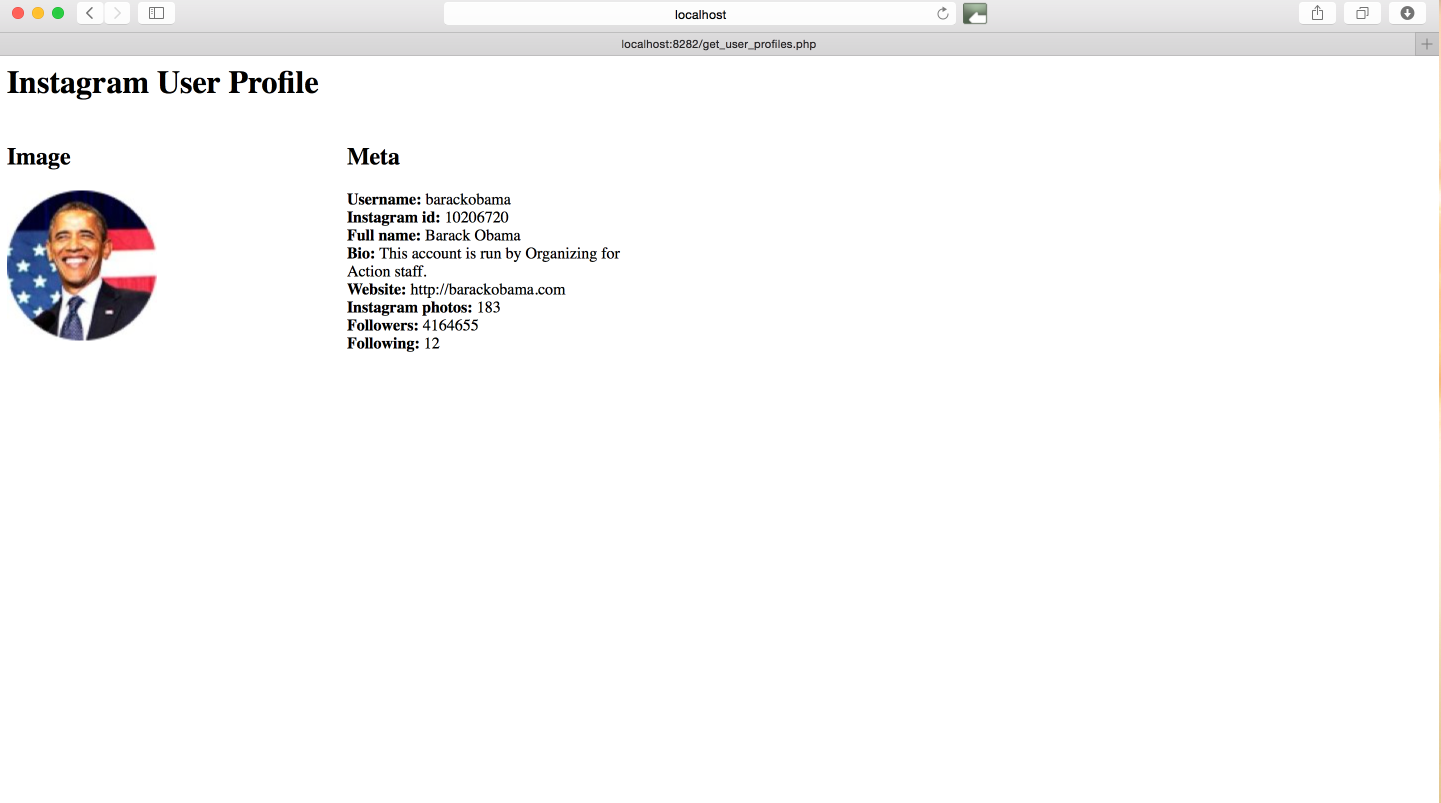 localhost
localhost:8282/get_user_profiles.php
Instagram User Profile
Image
Meta
Username: barackobama
Instagram id: 10206720
Full name: Barack Obama
Bio: This account is run by Organizing for
Action staff.
Website: http://barackobama.com
Instagram photos: 183
Followers: 4164655
Following: 12